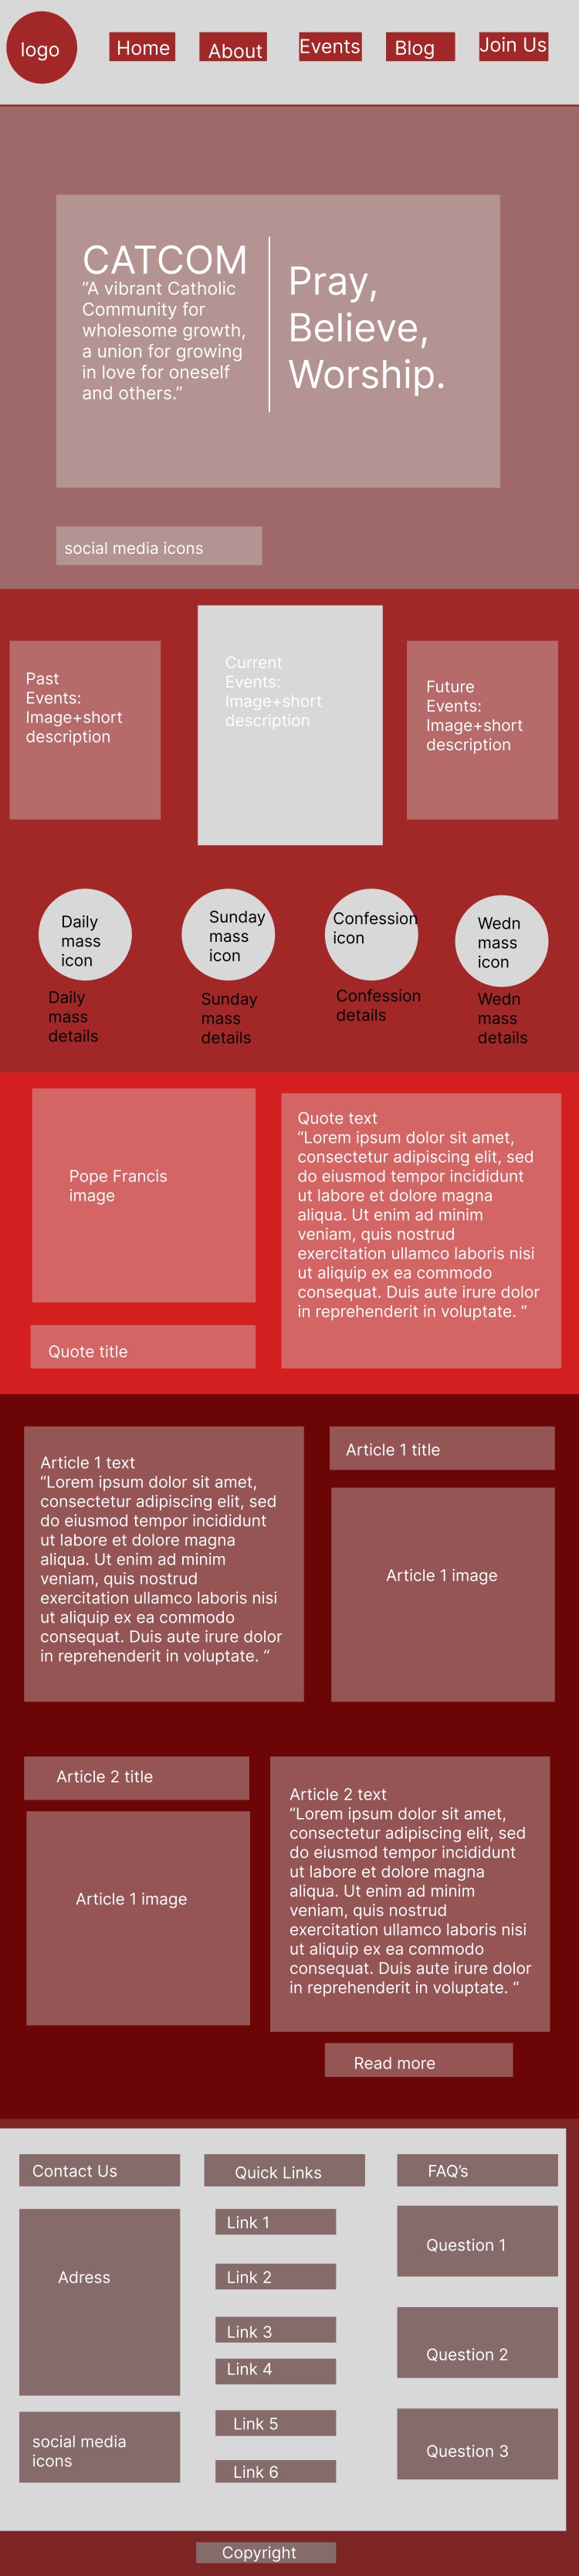 logo
Home
About
Events
Blog
Join Us
CATCOM
“A vibrant Catholic
Community for
wholesome growth,
a union for growing
in love for oneself
and others.”
Pray,
Believe,
Worship.
social media icons
Past
Events:
Image+short
description
Current
Events:
Image+short
description
Future
Events:
Image+short
description
Daily
mass
icon
Sunday
mass
icon
Confession
icon
Wedn
mass
icon
Daily
mass
details
Sunday
mass
details
Confession
details
Wedn
mass
details
Pope Francis
image
Quote title
Quote text
“Lorem ipsum dolor sit amet,
consectetur adipiscing elit, sed
do eiusmod tempor incididunt
ut labore et dolore magna
aliqua. Ut enim ad minim
veniam, quis nostrud
exercitation ullamco laboris nisi
ut aliquip ex ea commodo
consequat. Duis aute irure dolor
in reprehenderit in voluptate. “
Article 1 text
“Lorem ipsum dolor sit amet,
consectetur adipiscing elit, sed
do eiusmod tempor incididunt
ut labore et dolore magna
aliqua. Ut enim ad minim
veniam, quis nostrud
exercitation ullamco laboris nisi
ut aliquip ex ea commodo
consequat. Duis aute irure dolor
in reprehenderit in voluptate. “
Article 1 title
Article 1 image
Article 2 title
Article 1 image
Article 2 text
“Lorem ipsum dolor sit amet,
consectetur adipiscing elit, sed
do eiusmod tempor incididunt
ut labore et dolore magna
aliqua. Ut enim ad minim
veniam, quis nostrud
exercitation ullamco laboris nisi
ut aliquip ex ea commodo
consequat. Duis aute irure dolor
in reprehenderit in voluptate. “
Read more
Contact Us
Adress
social media
icons
Quick Links
Link 1
Link 2
Link 3
Link 4
Link 5
Link 6
FAQ’s
Question 1
Question 2
Question 3
Copyright